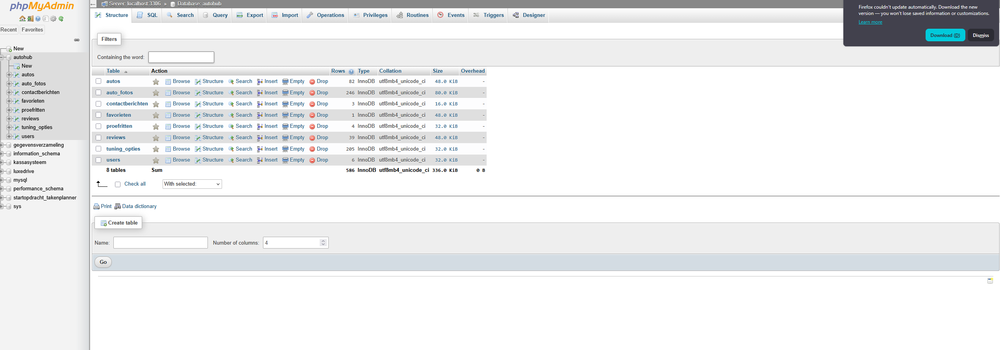 phpMyAdmin
Recent Favorites
New
autohub
New
autos
auto_fotos
contactberichten
favorieten
proefritten
reviews
tuning_opties
users
gegevensverzameling
information_schema
kassasysteem
luxedrive
mysql
performance_schema
startopdracht_takenplanner
sys
Server: localhost:3306 » Database: autohub
Structure SQL Search Query Export Import Operations Privileges Routines Events Triggers Designer
Firefox couldn't update automatically. Download the new
version — you won't lose saved information or customizations.
Learn more
Download (D) Dismiss
Filters
Containing the word:
Table Action Rows Type Collation Size Overhead
autos Browse Structure Search Insert Empty Drop 82 InnoDB utf8mb4_unicode_ci 48.0 KiB -
auto_fotos Browse Structure Search Insert Empty Drop 246 InnoDB utf8mb4_unicode_ci 80.0 KiB -
contactberichten Browse Structure Search Insert Empty Drop 3 InnoDB utf8mb4_unicode_ci 16.0 KiB -
favorieten Browse Structure Search Insert Empty Drop 1 InnoDB utf8mb4_unicode_ci 48.0 KiB -
proefritten Browse Structure Search Insert Empty Drop 4 InnoDB utf8mb4_unicode_ci 32.0 KiB -
reviews Browse Structure Search Insert Empty Drop 39 InnoDB utf8mb4_unicode_ci 48.0 KiB -
tuning_opties Browse Structure Search Insert Empty Drop 205 InnoDB utf8mb4_unicode_ci 32.0 KiB -
users Browse Structure Search Insert Empty Drop 6 InnoDB utf8mb4_unicode_ci 32.0 KiB -
8 tables Sum 586 InnoDB utf8mb4_unicode_ci 336.0 KiB 0 B
Check all With selected:
Print Data dictionary
Create table
Name: Number of columns: 4
Go